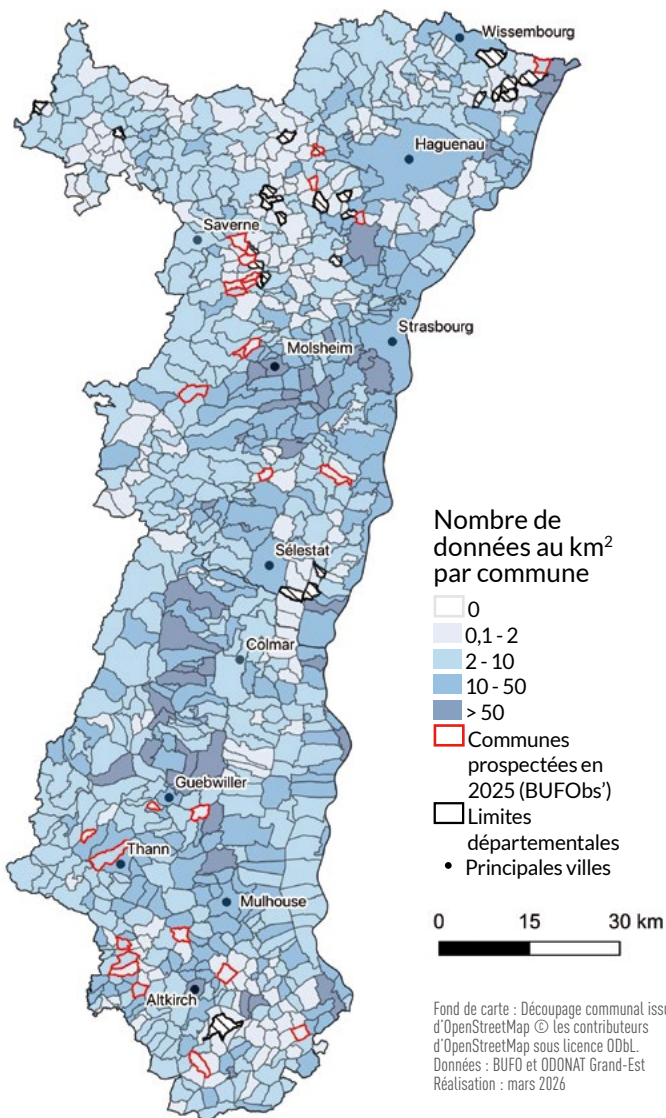 Wissembourg
Haguenau
Saverne
Strasbourg
Molsheim
Sélestat
Côlmar
Guebwiller
Thann
Mulhouse
Altkirch
Nombre de
données au km²
par commune
0
0,1 - 2
2 - 10
10 - 50
> 50
Communes
prospectées en
2025 (BUFObs’)
Limites
départementales
• Principales villes
0 15 30 km
Fond de carte : Découpage communal issu
d'OpenStreetMap © les contributeurs
d'OpenStreetMap sous licence ODbL.
Données : BUFO et ODONAT Grand-Est
Réalisation : mars 2026